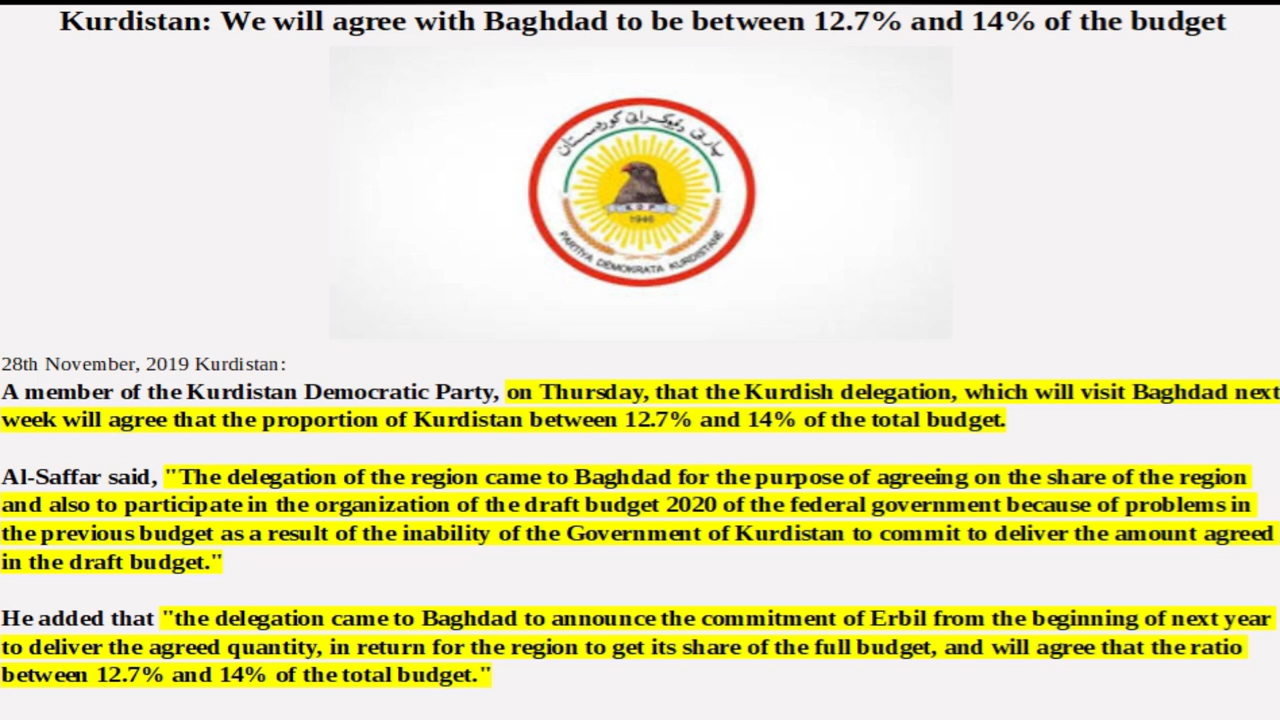 Kurdistan: We will agree with Baghdad to be between 12.7% and 14% of the budget
پارتی دیموکراتی کوردستان
K D P
1946
PARTIYA DEMOKRATA KURDISTANÊ
28th November, 2019 Kurdistan:
A member of the Kurdistan Democratic Party, on Thursday, that the Kurdish delegation, which will visit Baghdad next
week will agree that the proportion of Kurdistan between 12.7% and 14% of the total budget.
Al-Saffar said, "The delegation of the region came to Baghdad for the purpose of agreeing on the share of the region
and also to participate in the organization of the draft budget 2020 of the federal government because of problems in
the previous budget as a result of the inability of the Government of Kurdistan to commit to deliver the amount agreed
in the draft budget."
He added that "the delegation came to Baghdad to announce the commitment of Erbil from the beginning of next year
to deliver the agreed quantity, in return for the region to get its share of the full budget, and will agree that the ratio
between 12.7% and 14% of the total budget."